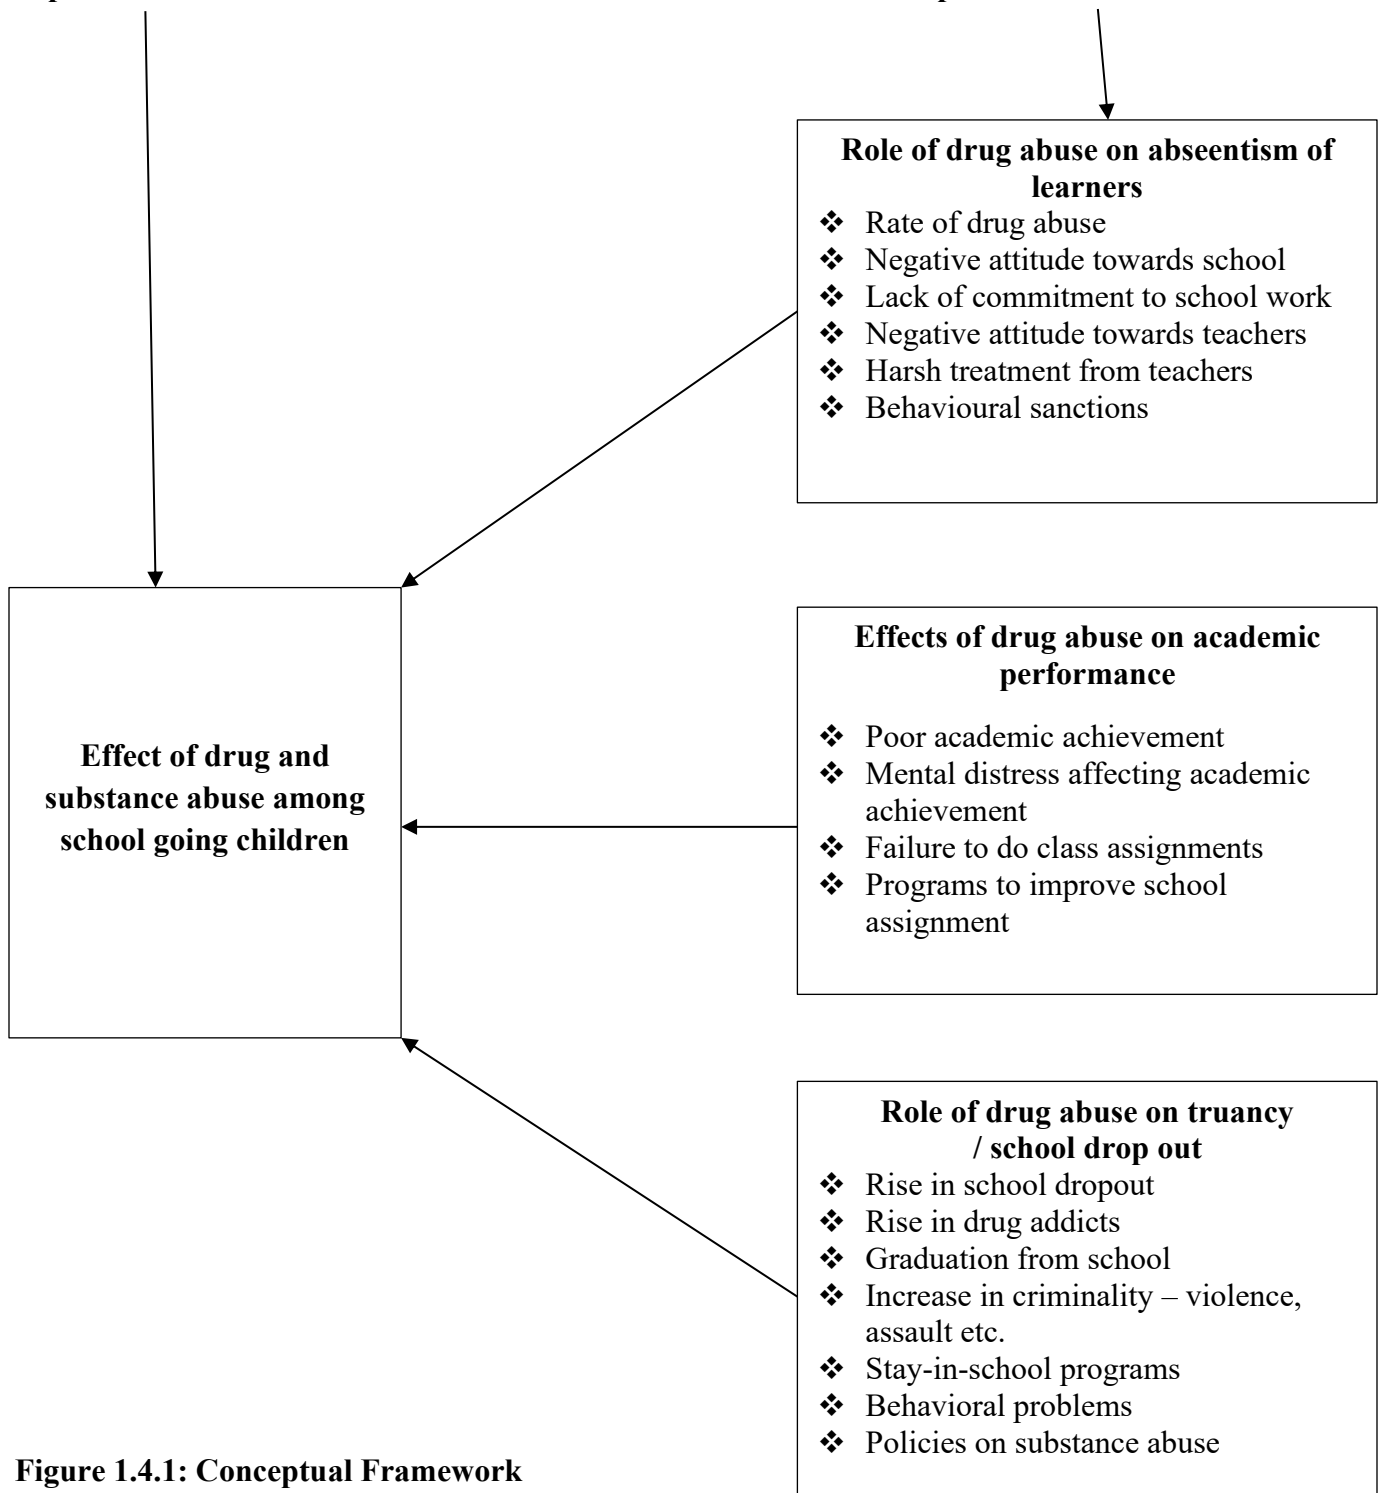 Role of drug abuse on abseentism of
learners
❖ Rate of drug abuse
❖ Negative attitude towards school
❖ Lack of commitment to school work
❖ Negative attitude towards teachers
❖ Harsh treatment from teachers
❖ Behavioural sanctions
Effect of drug and
substance abuse among
school going children
Effects of drug abuse on academic
performance
❖ Poor academic achievement
❖ Mental distress affecting academic
achievement
❖ Failure to do class assignments
❖ Programs to improve school
assignment
Role of drug abuse on truancy
/ school drop out
❖ Rise in school dropout
❖ Rise in drug addicts
❖ Graduation from school
❖ Increase in criminality – violence,
assault etc.
❖ Stay-in-school programs
❖ Behavioral problems
❖ Policies on substance abuse
Figure 1.4.1: Conceptual Framework